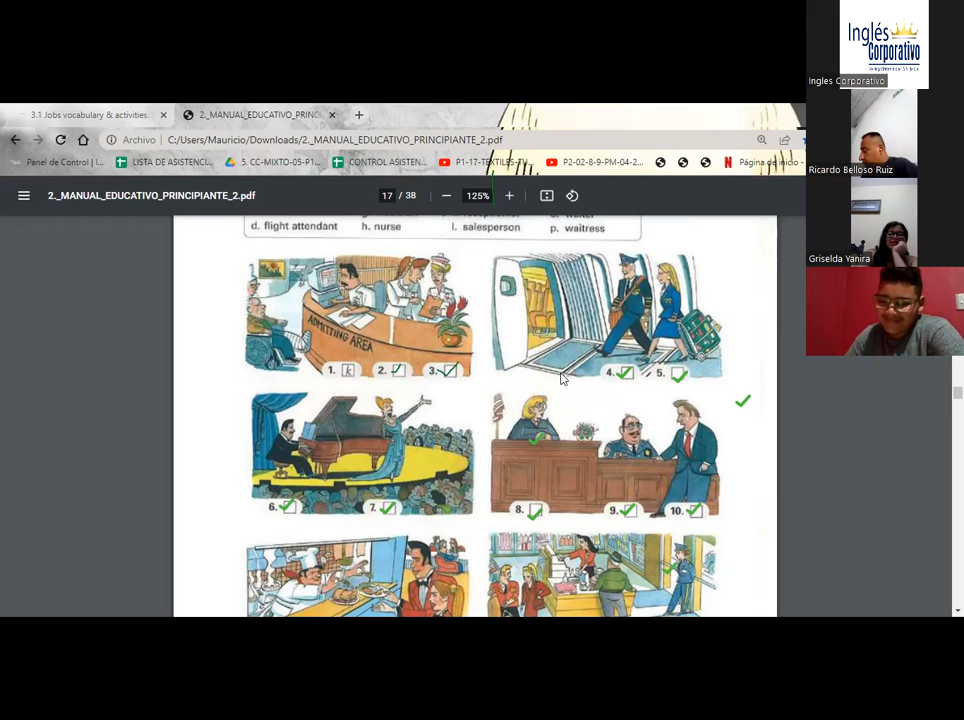 Inglés
Corporativo
Ingles Corporativo
3.1 Jobs vocabulary & activities.
2._MANUAL_EDUCATIVO_PRINCI
Archivo
C:/Users/Mauricio/Downloads/2._MANUAL_EDUCATIVO_PRINCIPIANTE_2.pdf
Panel de Control | I...
LISTA DE ASISTENCI...
5. CC-MIXTO-05-P1...
CONTROL ASISTEN...
P1-17-TEXTILES-TU...
P2-02-8-9-PM-04-2...
Página de inicio -
Ricardo Belloso Ruiz
2._MANUAL_EDUCATIVO_PRINCIPIANTE_2.pdf
17 / 38
125%
d. flight attendant
h. nurse
l. salesperson
p. waitress
Griselda Yanira
ADMITTING AREA
1. k
2.
3.
4.
5.
6.
7.
8.
9.
10.